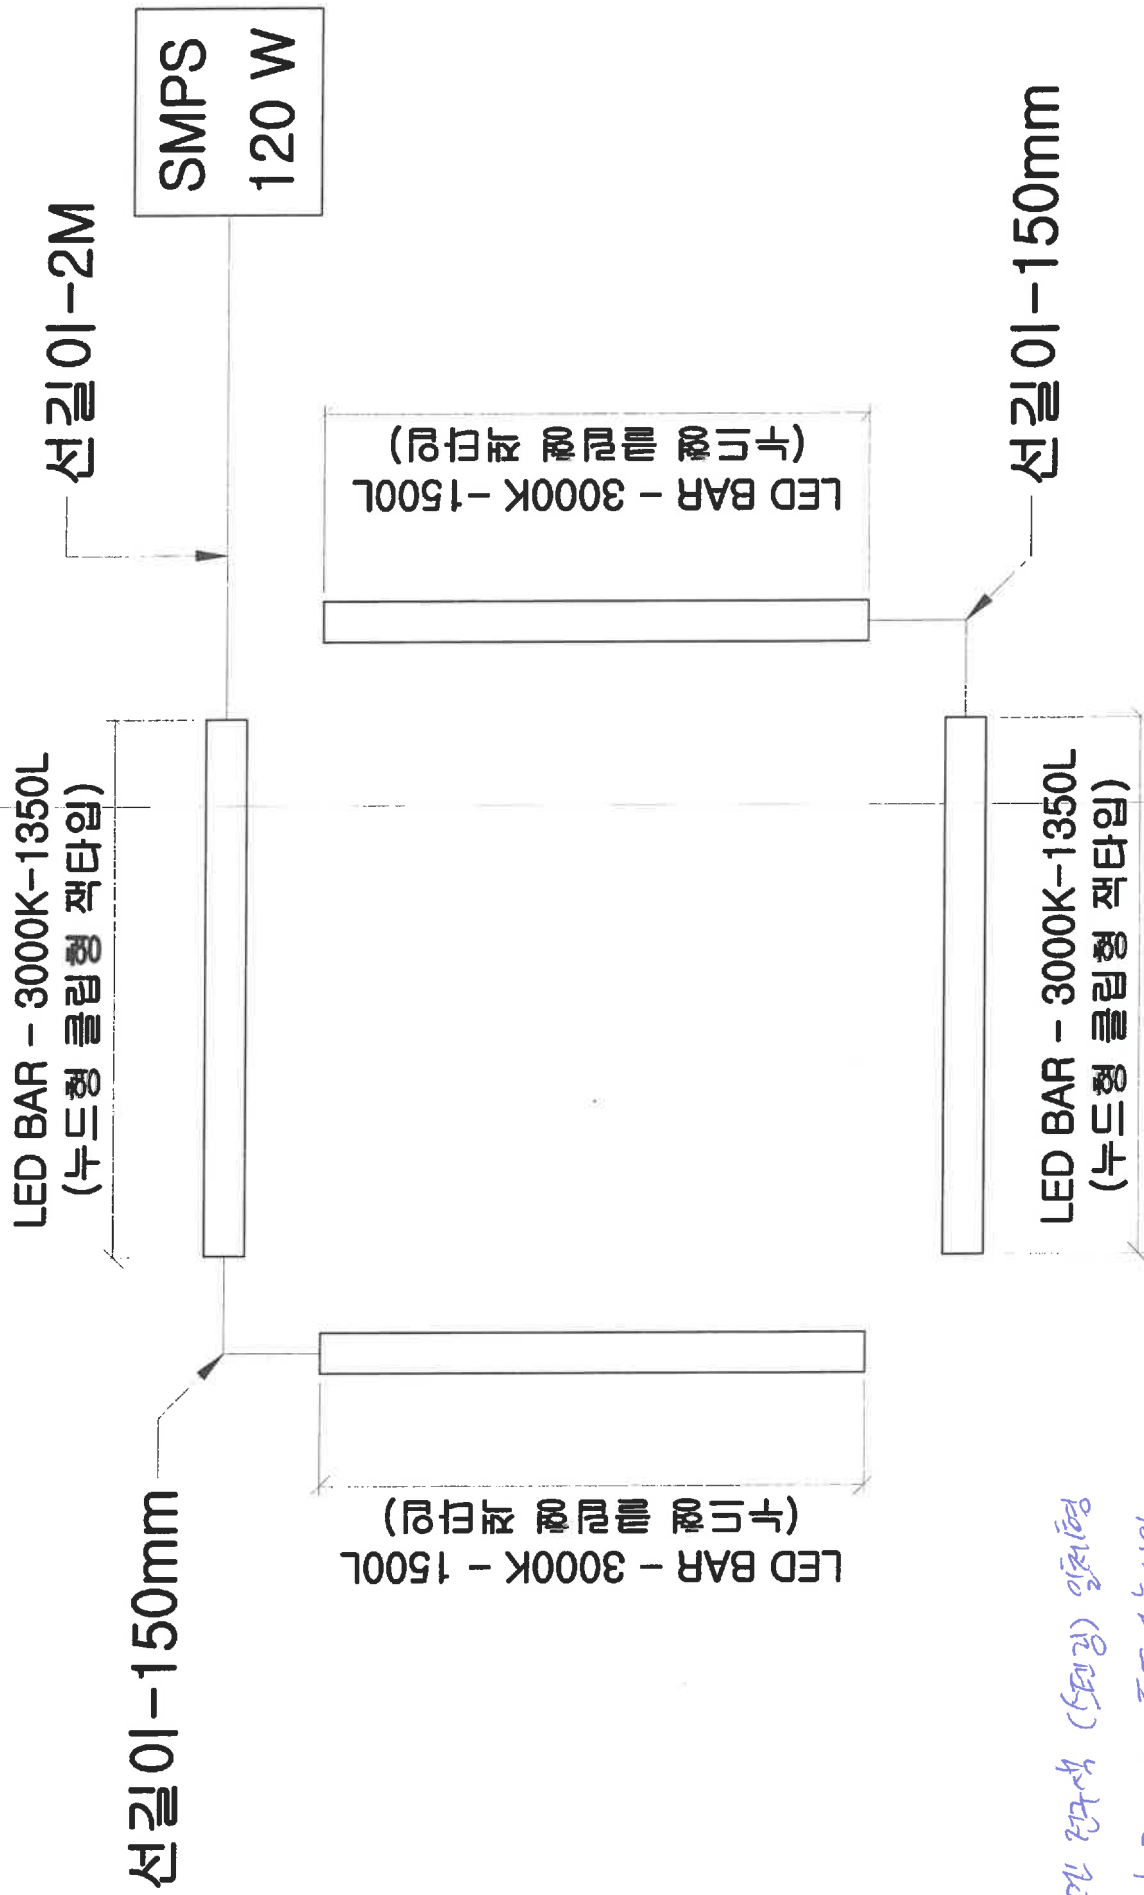 선길이-2M
SMPS
120 W
LED BAR - 3000K-1350L
(누드형 클립형 잭타입)
LED BAR - 3000K - 1500L
(누드형 클립형 잭타입)
선길이-150mm
선길이-150mm
LED BAR - 3000K - 1500L
(누드형 클립형 잭타입)
LED BAR - 3000K-1350L
(누드형 클립형 잭타입)
전구색